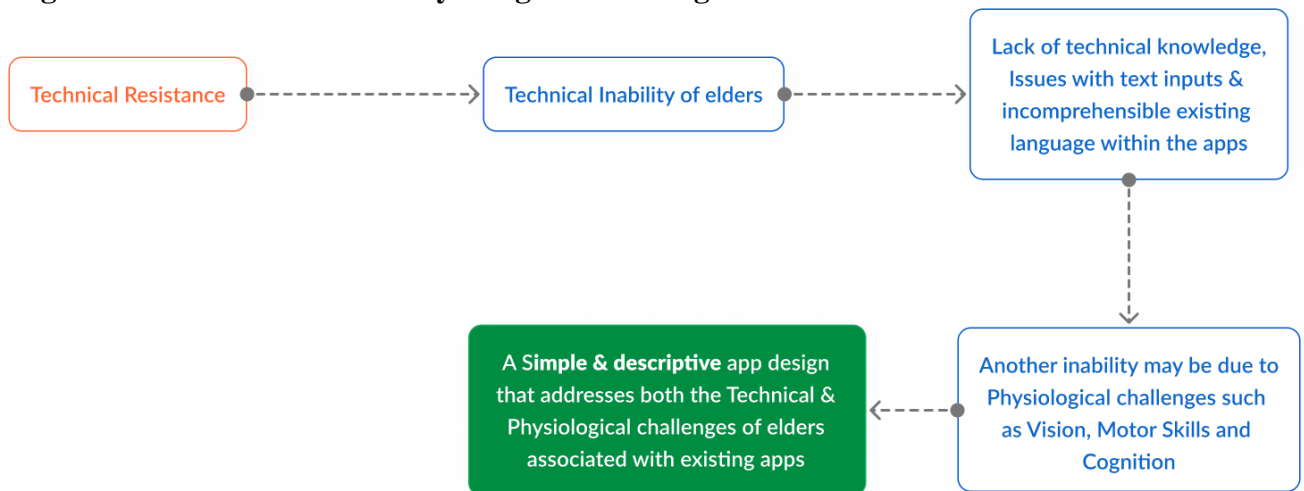 Technical Resistance
Technical Inability of elders
Lack of technical knowledge,
Issues with text inputs &
incomprehensible existing
language within the apps
Another inability may be due to
Physiological challenges such
as Vision, Motor Skills and
Cognition
A Simple & descriptive app design
that addresses both the Technical &
Physiological challenges of elders
associated with existing apps